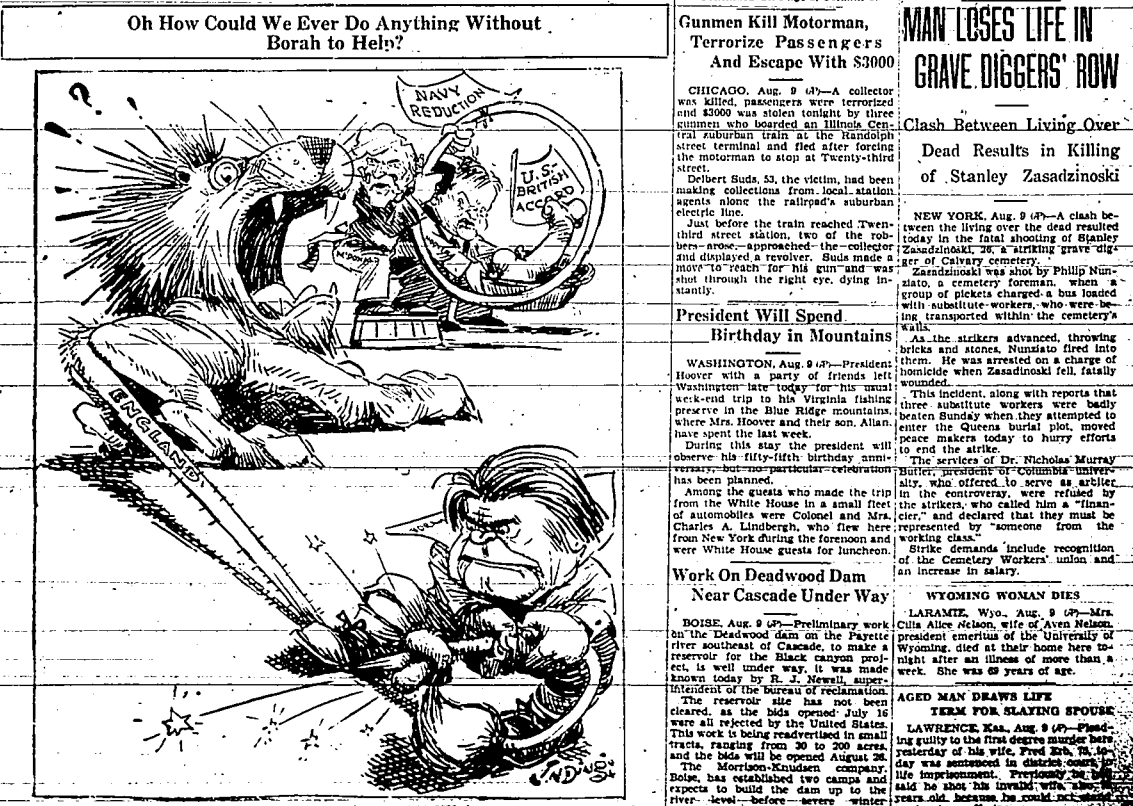 Oh How Could We Ever Do Anything Without
Borah to Help?
NAVY
REDUCTION
U.S.
BRITISH
ACCORD
ENGLAND
Gunmen Kill Motorman,
Terrorize Passengers
And Escape With $3000
CHICAGO, Aug. 9 (AP)—A collector
was killed, passengers were terrorized
and $3000 was stolen tonight by three
gunmen who boarded an Illinois Cen-
tral suburban train at the Randolph
street terminal and fled after forcing
the motorman to stop at Twenty-third
street.
Delbert Suds, 53, the victim, had been
making collections from local station
agents along the railroad's suburban
electric line.
Just before the train reached Twen-
third street station, two of the rob-
bers arose, approached the collector
and displayed a revolver. Suds made a
move to reach for his gun and was
shot through the right eye, dying in-
stantly.
President Will Spend
Birthday in Mountains
WASHINGTON, Aug. 9 (AP)—President
Hoover with a party of friends left
Washington late today for his usual
week-end trip to his Virginia fishing
preserve in the Blue Ridge mountains,
where Mrs. Hoover and their son, Allan,
have spent the last week.
During this stay the president will
observe his fifty-fifth birthday anni-
versary, but no particular celebration
has been planned.
Among the guests who made the trip
from the White House in a small fleet
of automobiles were Colonel and Mrs.
Charles A. Lindbergh, who flew here
from New York during the forenoon and
were White House guests for luncheon.
Work On Deadwood Dam
Near Cascade Under Way
BOISE, Aug. 9 (AP)—Preliminary work
on the Deadwood dam on the Payette
river southeast of Cascade, to make a
reservoir for the Black canyon proj-
ect, is well under way, it was made
known today by R. J. Newell, super-
intendent of the bureau of reclamation.
The reservoir site has not been
cleared, as the bids opened July 16
were all rejected by the United States.
This work is being readvertised in small
tracts, ranging from 30 to 200 acres,
and the bids will be opened August 26.
The Morrison-Knudsen company,
Boise, has established two camps and
expects to build the dam up to the
river level before severe winter
MAN LOSES LIFE IN
GRAVE DIGGERS' ROW
Clash Between Living Over
Dead Results in Killing
of Stanley Zasadzinoski
NEW YORK, Aug. 9 (AP)—A clash be-
tween the living over the dead resulted
today in the fatal shooting of Stanley
Zasadzinoski, 26, a striking grave dig-
ger of Calvary cemetery.
Zasadzinoski was shot by Philip Nun-
ziato, a cemetery foreman, when a
group of pickets charged a bus loaded
with substitute workers, who were be-
ing transported within the cemetery's
walls.
As the strikers advanced, throwing
bricks and stones, Nunziato fired into
them. He was arrested on a charge of
homicide when Zasadinoski fell, fatally
wounded.
This incident, along with reports that
three substitute workers were badly
beaten Sunday when they attempted to
enter the Queens burial plot, moved
peace makers today to hurry efforts
to end the strike.
The services of Dr. Nicholas Murray
Butler, president of Columbia univer-
sity, who offered to serve as arbiter
in the controversy, were refused by
the strikers, who called him a "finan-
cier," and declared that they must be
represented by "someone from the
working class."
Strike demands include recognition
of the Cemetery Workers' union and
an increase in salary.
WYOMING WOMAN DIES
LARAMIE, Wyo., Aug. 9 (AP)—Mrs.
Cilia Alice Nelson, wife of Aven Nelson,
president emeritus of the University of
Wyoming, died at their home here to-
night after an illness of more than a
week. She was 69 years of age.
AGED MAN DRAWS LIFE
TERM FOR SLAYING SPOUSE
LAWRENCE, Kas., Aug. 9 (AP)—Plead-
ing guilty to the first degree murder here
yesterday of his wife, Fred Erb, 75, to-
day was sentenced in district court to
life imprisonment. Previously he had
said he shot his invalid wife, also
years old, because he could not